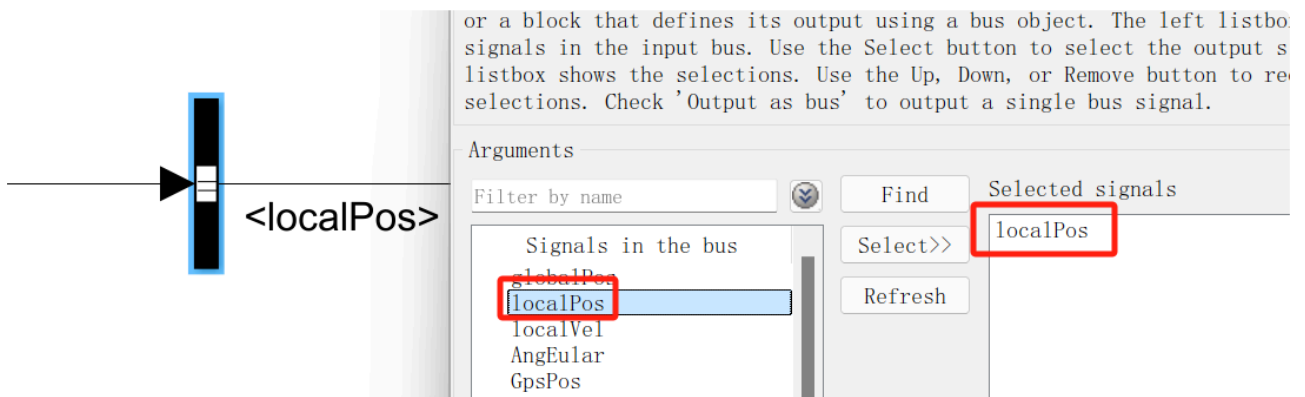 or a block that defines its output using a bus object. The left listbo
signals in the input bus. Use the Select button to select the output s
listbox shows the selections. Use the Up, Down, or Remove button to re
selections. Check 'Output as bus' to output a single bus signal.
Arguments
Filter by name
Find
Selected signals
<localPos>
Signals in the bus
Select>>
localPos
globalPos
localPos
Refresh
localVel
AngEular
GpsPos